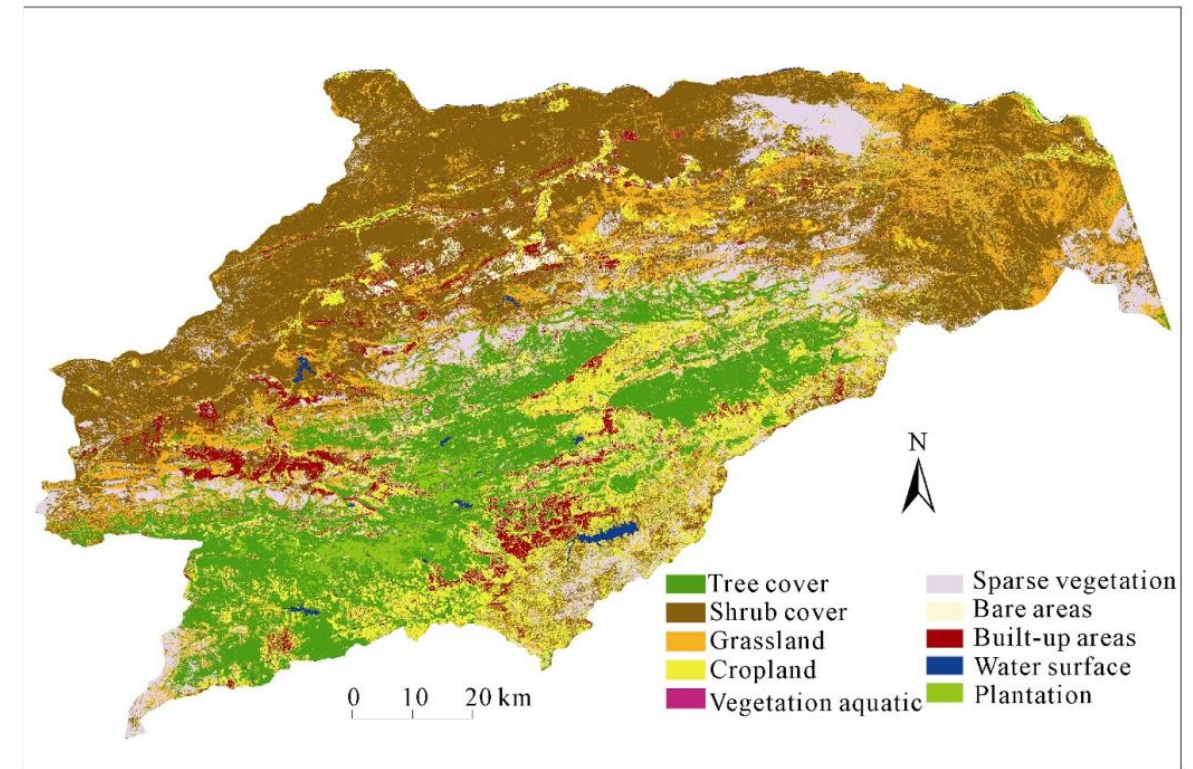 N
Tree cover
Shrub cover
Grassland
Cropland
Vegetation aquatic
Sparse vegetation
Bare areas
Built-up areas
Water surface
Plantation
0 10 20 km